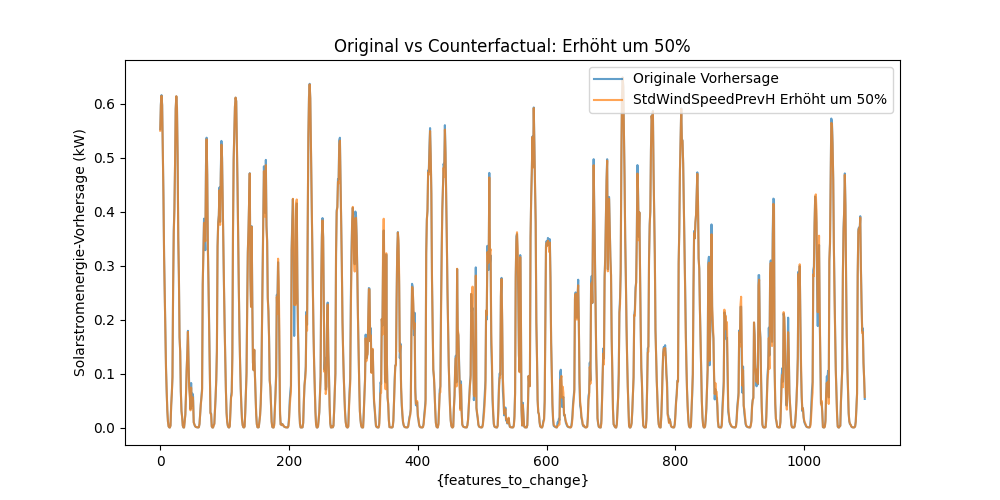 Original vs Counterfactual: Erhöht um 50%
Originale Vorhersage
StdWindSpeedPrevH Erhöht um 50%
Solarstromenergie-Vorhersage (kW)
0.6
0.5
0.4
0.3
0.2
0.1
0.0
0 200 400 600 800 1000
{features_to_change}